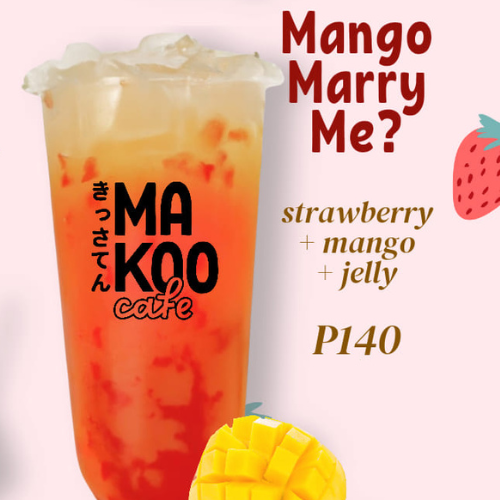 Mango
Marry
Me?
strawberry
+ mango
+ jelly
P140
きっさてん
MA
KOO
cafe